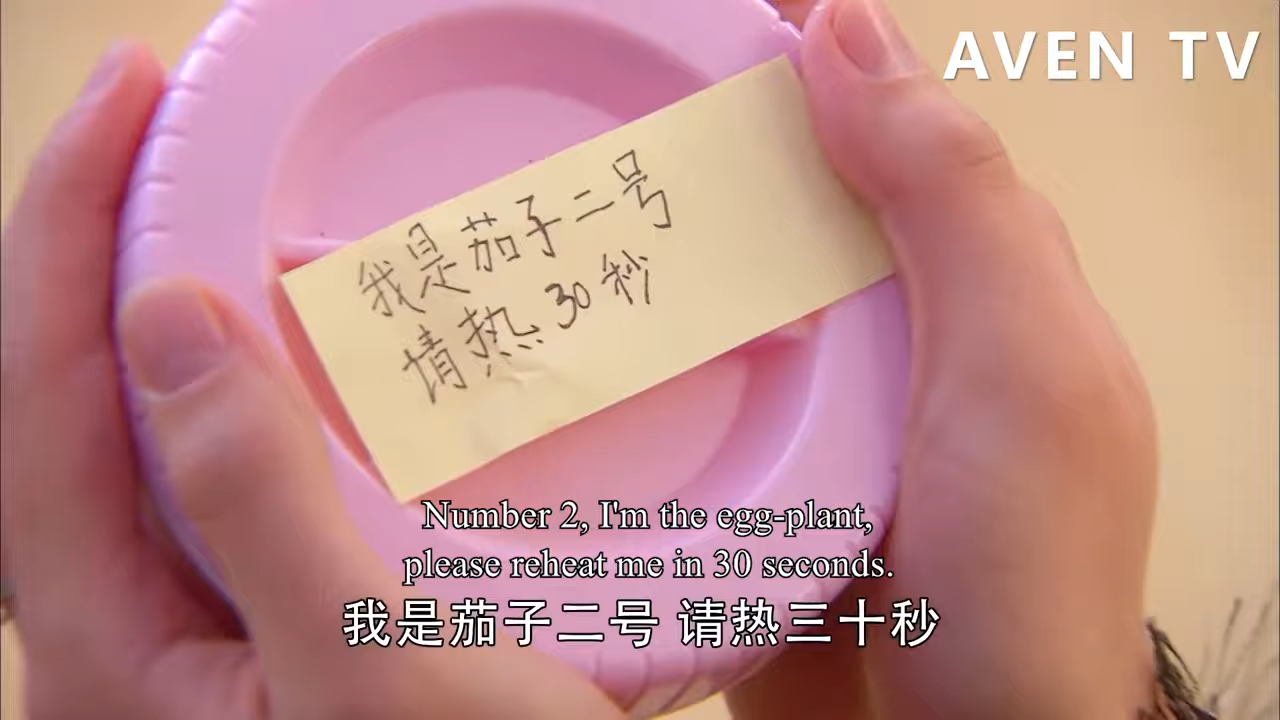 AVEN TV
我是茄子二号
请热30秒
Number 2, I'm the egg-plant,
please reheat me in 30 seconds.
我是茄子二号 请热三十秒